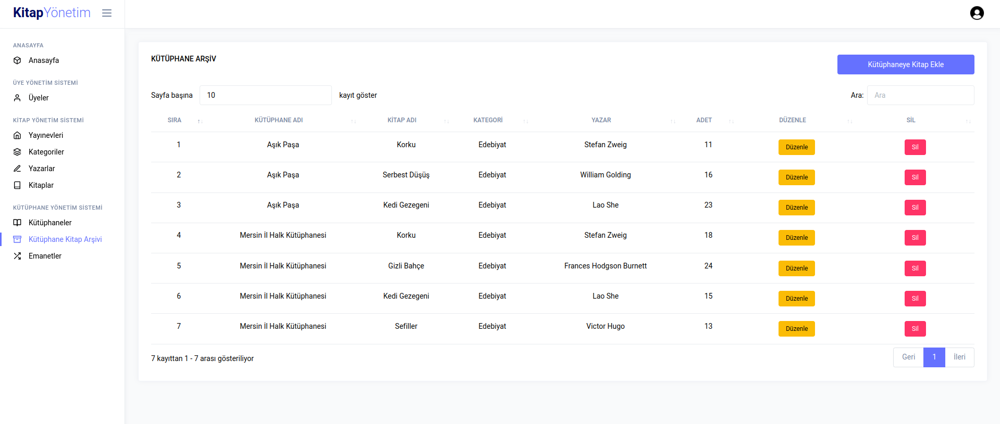 KitapYönetim
ANASAYFA
Anasayfa
ÜYE YÖNETİM SİSTEMİ
Üyeler
KİTAP YÖNETİM SİSTEMİ
Yayınevleri
Kategoriler
Yazarlar
Kitaplar
KÜTÜPHANE YÖNETİM SİSTEMİ
Kütüphaneler
Kütüphane Kitap Arşivi
Emanetler
KÜTÜPHANE ARŞİV
Kütüphaneye Kitap Ekle
Sayfa başına 10 kayıt göster
Ara: Ara
SIRA KÜTÜPHANE ADI KİTAP ADI KATEGORİ YAZAR ADET DÜZENLE SİL
1 Aşık Paşa Korku Edebiyat Stefan Zweig 11 Düzenle Sil
2 Aşık Paşa Serbest Düşüş Edebiyat William Golding 16 Düzenle Sil
3 Aşık Paşa Kedi Gezegeni Edebiyat Lao She 23 Düzenle Sil
4 Mersin İl Halk Kütüphanesi Korku Edebiyat Stefan Zweig 18 Düzenle Sil
5 Mersin İl Halk Kütüphanesi Gizli Bahçe Edebiyat Frances Hodgson Burnett 24 Düzenle Sil
6 Mersin İl Halk Kütüphanesi Kedi Gezegeni Edebiyat Lao She 15 Düzenle Sil
7 Mersin İl Halk Kütüphanesi Sefiller Edebiyat Victor Hugo 13 Düzenle Sil
7 kayıttan 1 - 7 arası gösteriliyor
Geri 1 İleri